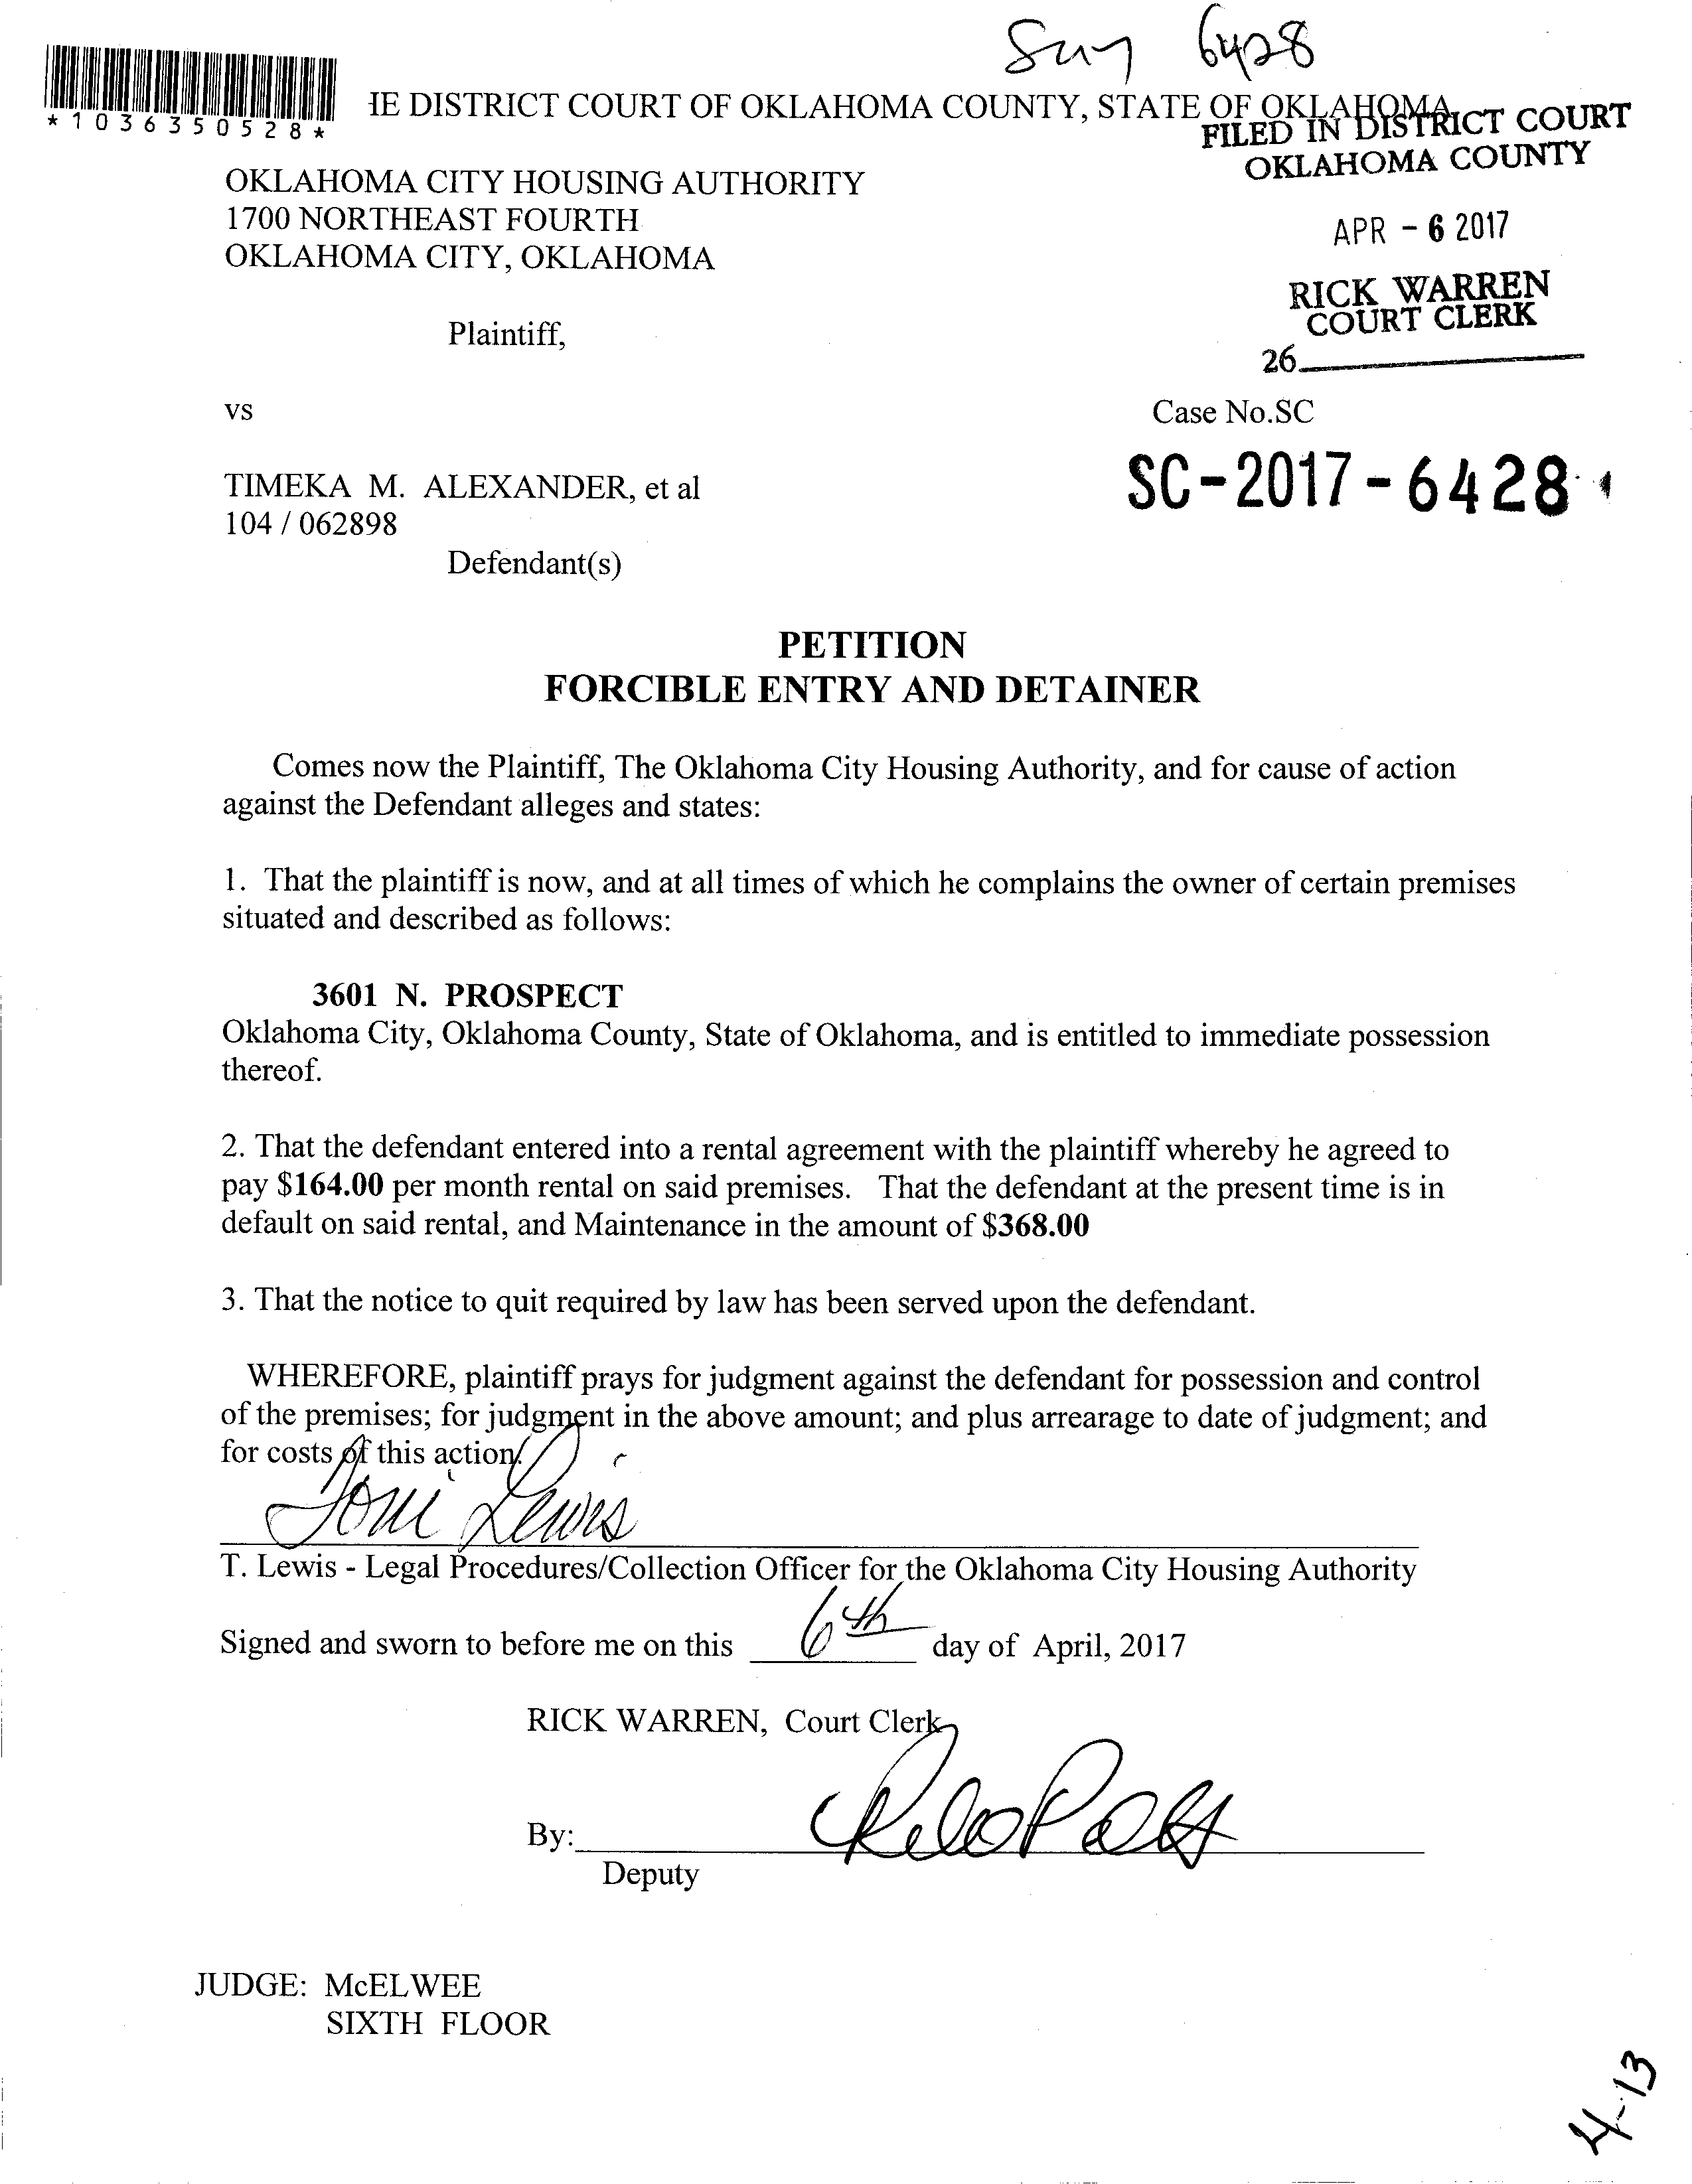 6428
*1036350528*
HE DISTRICT COURT OF OKLAHOMA COUNTY, STATE OF OKLAHOMA
FILED IN DISTRICT COURT
OKLAHOMA COUNTY
OKLAHOMA CITY HOUSING AUTHORITY
1700 NORTHEAST FOURTH
OKLAHOMA CITY, OKLAHOMA
APR - 6 2017
RICK WARREN
COURT CLERK
Plaintiff,
26
vs
Case No.SC
SC-2017-6428
TIMEKA M. ALEXANDER, et al
104 / 062898
Defendant(s)
PETITION
FORCIBLE ENTRY AND DETAINER
Comes now the Plaintiff, The Oklahoma City Housing Authority, and for cause of action
against the Defendant alleges and states:
1. That the plaintiff is now, and at all times of which he complains the owner of certain premises
situated and described as follows:
3601 N. PROSPECT
Oklahoma City, Oklahoma County, State of Oklahoma, and is entitled to immediate possession
thereof.
2. That the defendant entered into a rental agreement with the plaintiff whereby he agreed to
pay $164.00 per month rental on said premises. That the defendant at the present time is in
default on said rental, and Maintenance in the amount of $368.00
3. That the notice to quit required by law has been served upon the defendant.
WHEREFORE, plaintiff prays for judgment against the defendant for possession and control
of the premises; for judgment in the above amount; and plus arrearage to date of judgment; and
for costs of this action.
Toni Lewis
T. Lewis - Legal Procedures/Collection Officer for the Oklahoma City Housing Authority
Signed and sworn to before me on this 6th day of April, 2017
RICK WARREN, Court Clerk
By:
Deputy
JUDGE: McELWEE
SIXTH FLOOR
4-13